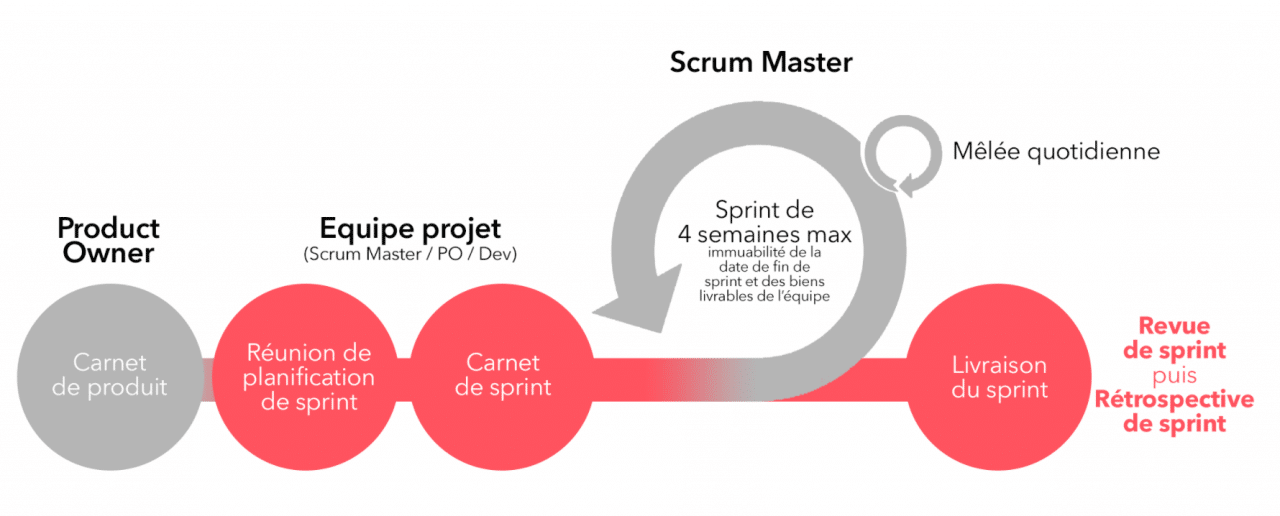 Scrum Master
Mêlée quotidienne
Sprint de
4 semaines max
immuabilité de la
date de fin de
sprint et des biens
livrables de l'équipe
Product
Owner
Equipe projet
(Scrum Master / PO / Dev)
Carnet
de produit
Réunion de
planification
de sprint
Carnet
de sprint
Livraison
du sprint
Revue
de sprint
puis
Rétrospective
de sprint